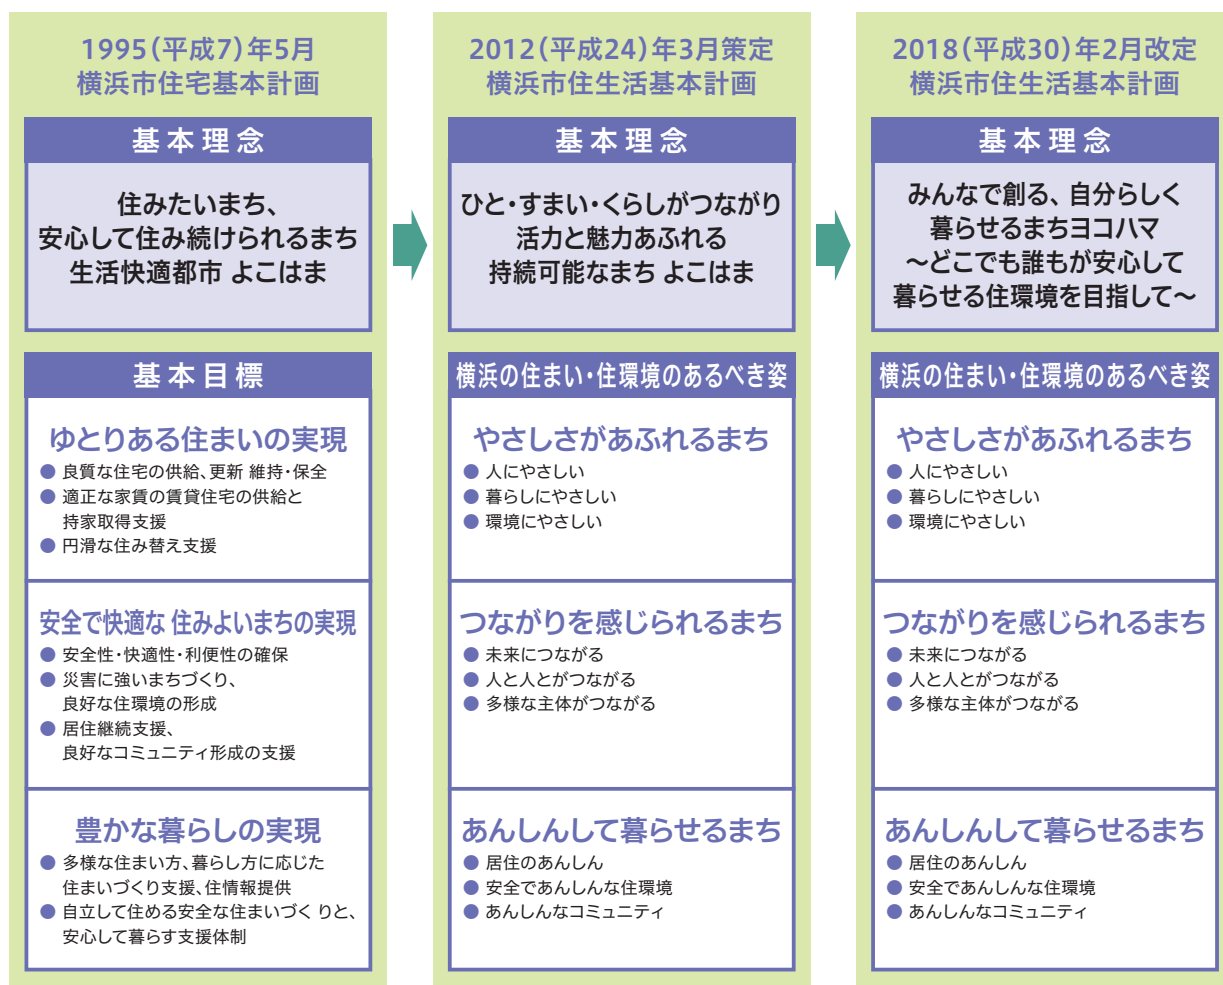 1995(平成7)年5月
横浜市住宅基本計画
基本理念
住みたいまち、
安心して住み続けられるまち
生活快適都市 よこはま
基本目標
ゆとりある住まいの実現
● 良質な住宅の供給、更新 維持・保全
● 適正な家賃の賃貸住宅の供給と
持家取得支援
● 円滑な住み替え支援
安全で快適な 住みよいまちの実現
● 安全性・快適性・利便性の確保
● 災害に強いまちづくり、
良好な住環境の形成
● 居住継続支援、
良好なコミュニティ形成の支援
豊かな暮らしの実現
● 多様な住まい方、暮らし方に応じた
住まいづくり支援、住情報提供
● 自立して住める安全な住まいづく りと、
安心して暮らす支援体制
2012(平成24)年3月策定
横浜市住生活基本計画
基本理念
ひと・すまい・くらしがつながり
活力と魅力あふれる
持続可能なまち よこはま
横浜の住まい・住環境のあるべき姿
やさしさがあふれるまち
● 人にやさしい
● 暮らしにやさしい
● 環境にやさしい
つながりを感じられるまち
● 未来につながる
● 人と人とがつながる
● 多様な主体がつながる
あんしんして暮らせるまち
● 居住のあんしん
● 安全であんしんな住環境
● あんしんなコミュニティ
2018(平成30)年2月改定
横浜市住生活基本計画
基本理念
みんなで創る、自分らしく
暮らせるまちヨコハマ
～どこでも誰もが安心して
暮らせる住環境を目指して～
横浜の住まい・住環境のあるべき姿
やさしさがあふれるまち
● 人にやさしい
● 暮らしにやさしい
● 環境にやさしい
つながりを感じられるまち
● 未来につながる
● 人と人とがつながる
● 多様な主体がつながる
あんしんして暮らせるまち
● 居住のあんしん
● 安全であんしんな住環境
● あんしんなコミュニティ